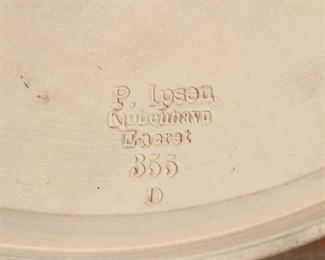 P. Ipsen
Kjøbenhavn
Eneret
355
D